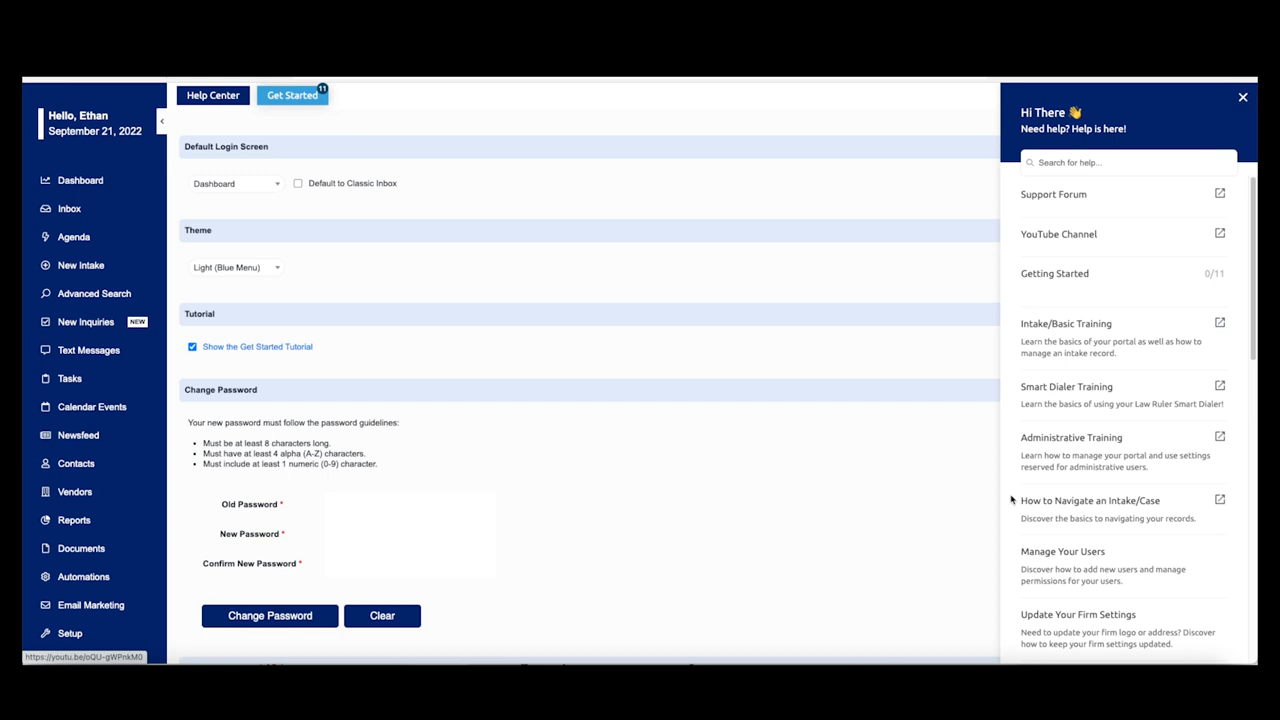 Hello, Ethan
September 21, 2022
Dashboard
Inbox
Agenda
New Intake
Advanced Search
New Inquiries NEW
Text Messages
Tasks
Calendar Events
Newsfeed
Contacts
Vendors
Reports
Documents
Automations
Email Marketing
Setup
https://youtu.be/oQU-gWPnkM0
Help Center
Get Started
11
Default Login Screen
Dashboard
Default to Classic Inbox
Theme
Light (Blue Menu)
Tutorial
Show the Get Started Tutorial
Change Password
Your new password must follow the password guidelines:
• Must be at least 8 characters long.
• Must have at least 4 alpha (A-Z) characters.
• Must include at least 1 numeric (0-9) character.
Old Password *
New Password *
Confirm New Password *
Change Password
Clear
Hi There 👋
Need help? Help is here!
Search for help...
Support Forum
YouTube Channel
Getting Started 0/11
Intake/Basic Training
Learn the basics of your portal as well as how to
manage an intake record.
Smart Dialer Training
Learn the basics of using your Law Ruler Smart Dialer!
Administrative Training
Learn how to manage your portal and use settings
reserved for administrative users.
How to Navigate an Intake/Case
Discover the basics to navigating your records.
Manage Your Users
Discover how to add new users and manage
permissions for your users.
Update Your Firm Settings
Need to update your firm logo or address? Discover
how to keep your firm settings updated.